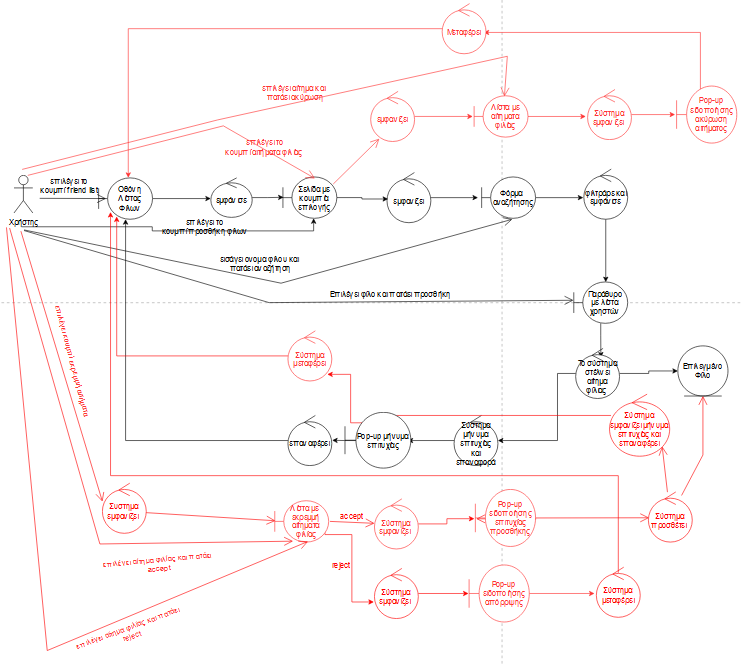 Μεταφέρει
επιλέγει αίτημα και
πατάει ακύρωση
εμφανίζει
Λίστα με
αιτήματα
φιλίας
Σύστημα
εμφανίζει
Pop-up
ειδοποίησης
ακύρωση
αιτήματος
επιλέγει το
κουμπί αιτήματα φιλίας
επιλέγει το
κουμπί friend list
Χρήστης
Οθόνη
Λίστας
Φίλων
εμφάνισε
Σελίδα με
κουμπιά
επιλογής
εμφανίζει
Φόρμα
αναζήτησης
φιλτράρει και
εμφάνισε
επιλέγει το
κουμπί προσθήκη φίλων
εισάγει ονομα φίλου και
πατάει αναζήτηση
Επιλέγει φίλο και πατάει προσθήκη
Παράθυρο
με λίστα
χρηστών
Σύστημα
μεταφέρει
Το σύστημα
στέλνει
αίτημα
φιλίας
Επιλεγμένο
Φίλο
επιλέγει κουμπί εκκρεμή αιτήματα
επαναφέρει
Pop-up μήνυμα
επιτυχίας
Σύστημα
μήνυμα
επιτυχίας
και
επαναφορά
Σύστημα
εμφανίζει μήνυμα
επιτυχίας και
επαναφέρει
Συστημα
εμφανίζει
Λίστα με
εκκρεμή
αιτήματα
φιλίας
accept
Σύστημα
εμφανίζει
Pop-up
ειδοποίησης
επιτυχίας
προσθήκης
Σύστημα
προσθέτει
επιλέγει αίτημα φιλίας και πατάει
accept
reject
Σύστημα
εμφανίζει
Pop-up
ειδοποίησης
απόρριψης
Σύστημα
μεταφέρει
επιλέγει αίτημα φιλίας και πατάει
reject